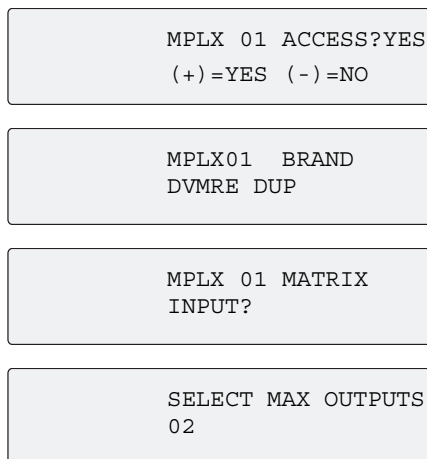 MPLX 01 ACCESS?YES
(+)=YES (-)=NO
MPLX01 BRAND
DVMRE DUP
MPLX 01 MATRIX
INPUT?
SELECT MAX OUTPUTS
02